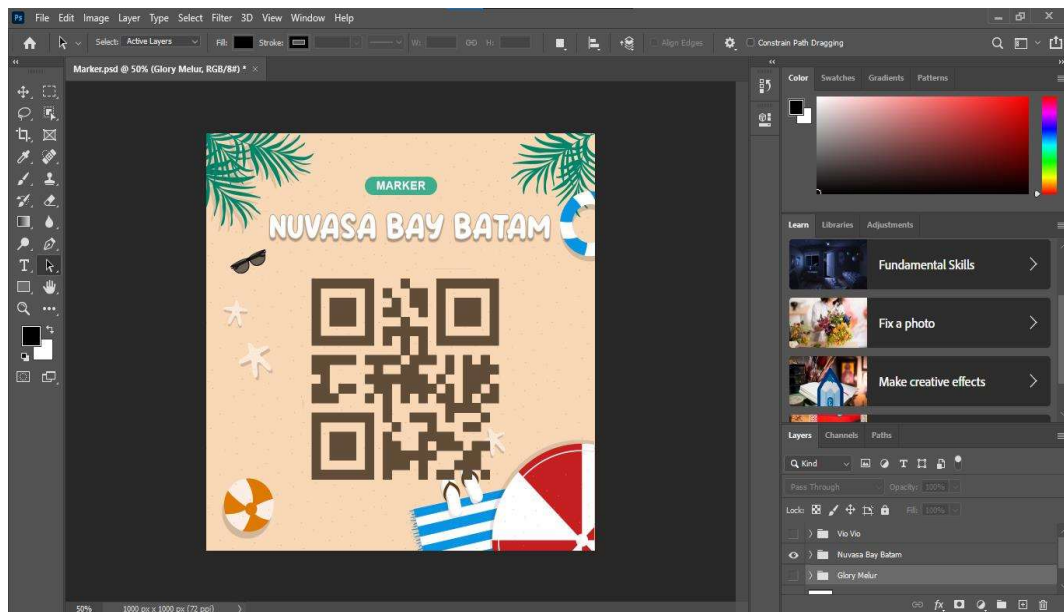 Ps File Edit Image Layer Type Select Filter 3D View Window Help
Select: Active Layers Fill: Stroke: W: H: Align Edges Constrain Path Dragging
Marker.psd @ 50% (Glory Melur, RGB/8#) * ×
MARKER
NUVASA BAY BATAM
50% 1000 px x 1000 px (72 ppi)
Color Swatches Gradients Patterns
Learn Libraries Adjustments
Fundamental Skills
Fix a photo
Make creative effects
Layers Channels Paths
Kind
Pass Through Opacity: 100%
Lock: Fill: 100%
Vio Vio
Nuvasa Bay Batam
Glory Melur